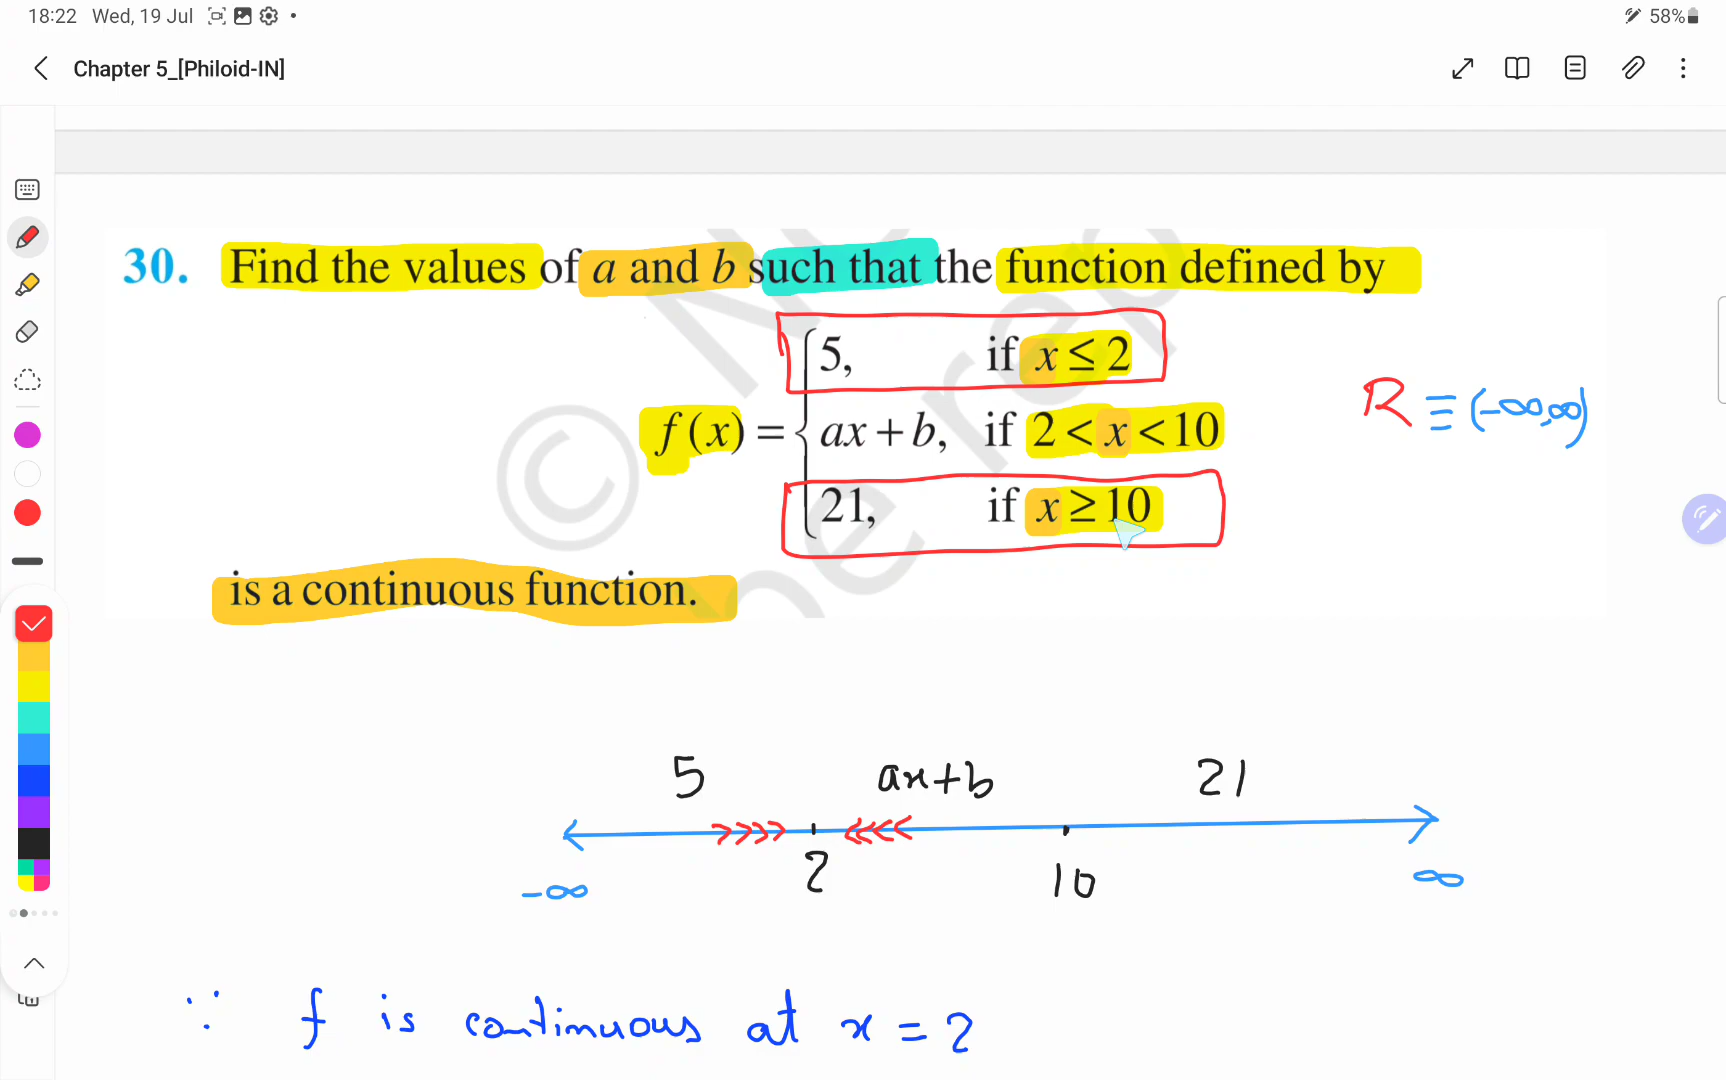 18:22 Wed, 19 Jul 58%
Chapter 5_[Philoid-IN]
30. Find the values of a and b such that the function defined by
5, if x ≤ 2
f(x) = { ax + b, if 2 < x < 10
21, if x ≥ 10
R ≡ (-∞,∞)
is a continuous function.
5 ax+b 21
2 10
-∞ ∞
∵ f is continuous at x = 2